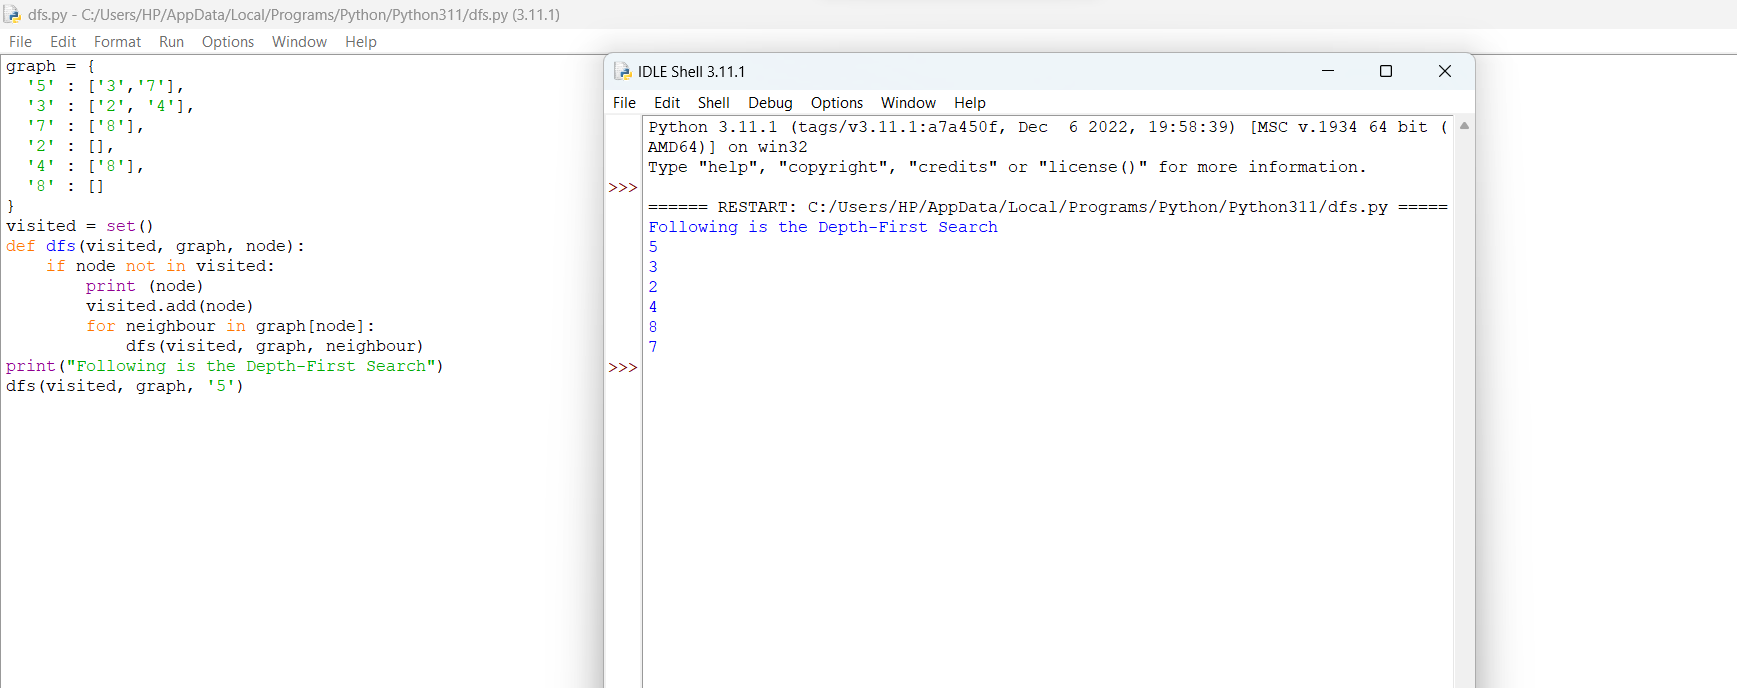 dfs.py - C:/Users/HP/AppData/Local/Programs/Python/Python311/dfs.py (3.11.1)
File Edit Format Run Options Window Help
graph = {
  '5' : ['3','7'],
  '3' : ['2', '4'],
  '7' : ['8'],
  '2' : [],
  '4' : ['8'],
  '8' : []
}
visited = set()
def dfs(visited, graph, node):
    if node not in visited:
        print (node)
        visited.add(node)
        for neighbour in graph[node]:
            dfs(visited, graph, neighbour)
print("Following is the Depth-First Search")
dfs(visited, graph, '5')
IDLE Shell 3.11.1
File Edit Shell Debug Options Window Help
Python 3.11.1 (tags/v3.11.1:a7a450f, Dec  6 2022, 19:58:39) [MSC v.1934 64 bit (
AMD64)] on win32
Type "help", "copyright", "credits" or "license()" for more information.
>>>
====== RESTART: C:/Users/HP/AppData/Local/Programs/Python/Python311/dfs.py =====
Following is the Depth-First Search
5
3
2
4
8
7
>>>